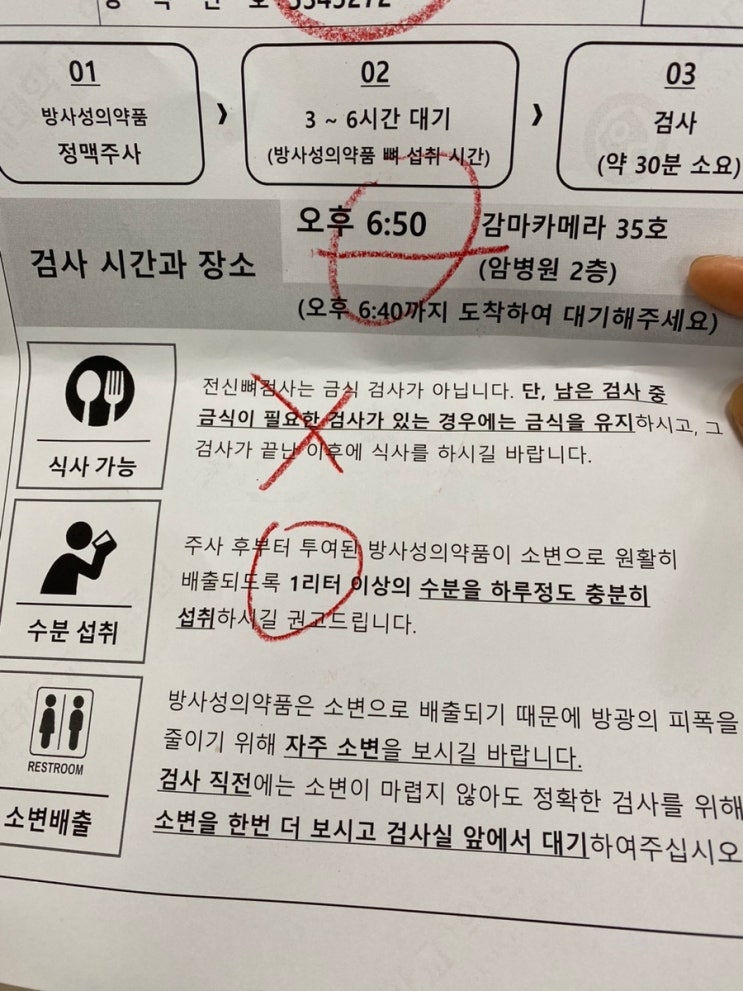 등 록 번 호 5345272
01
방사성의약품
정맥주사
02
3 ~ 6시간 대기
(방사성의약품 뼈 섭취 시간)
03
검사
(약 30분 소요)
검사 시간과 장소
오후 6:50
감마카메라 35호
(암병원 2층)
(오후 6:40까지 도착하여 대기해주세요)
식사 가능
전신뼈검사는 금식 검사가 아닙니다. 단, 남은 검사 중
금식이 필요한 검사가 있는 경우에는 금식을 유지하시고, 그
검사가 끝난 이후에 식사를 하시길 바랍니다.
수분 섭취
주사 후부터 투여된 방사성의약품이 소변으로 원활히
배출되도록 1리터 이상의 수분을 하루정도 충분히
섭취하시길 권고드립니다.
RESTROOM
소변배출
방사성의약품은 소변으로 배출되기 때문에 방광의 피폭을
줄이기 위해 자주 소변을 보시길 바랍니다.
검사 직전에는 소변이 마렵지 않아도 정확한 검사를 위해
소변을 한번 더 보시고 검사실 앞에서 대기하여주십시오